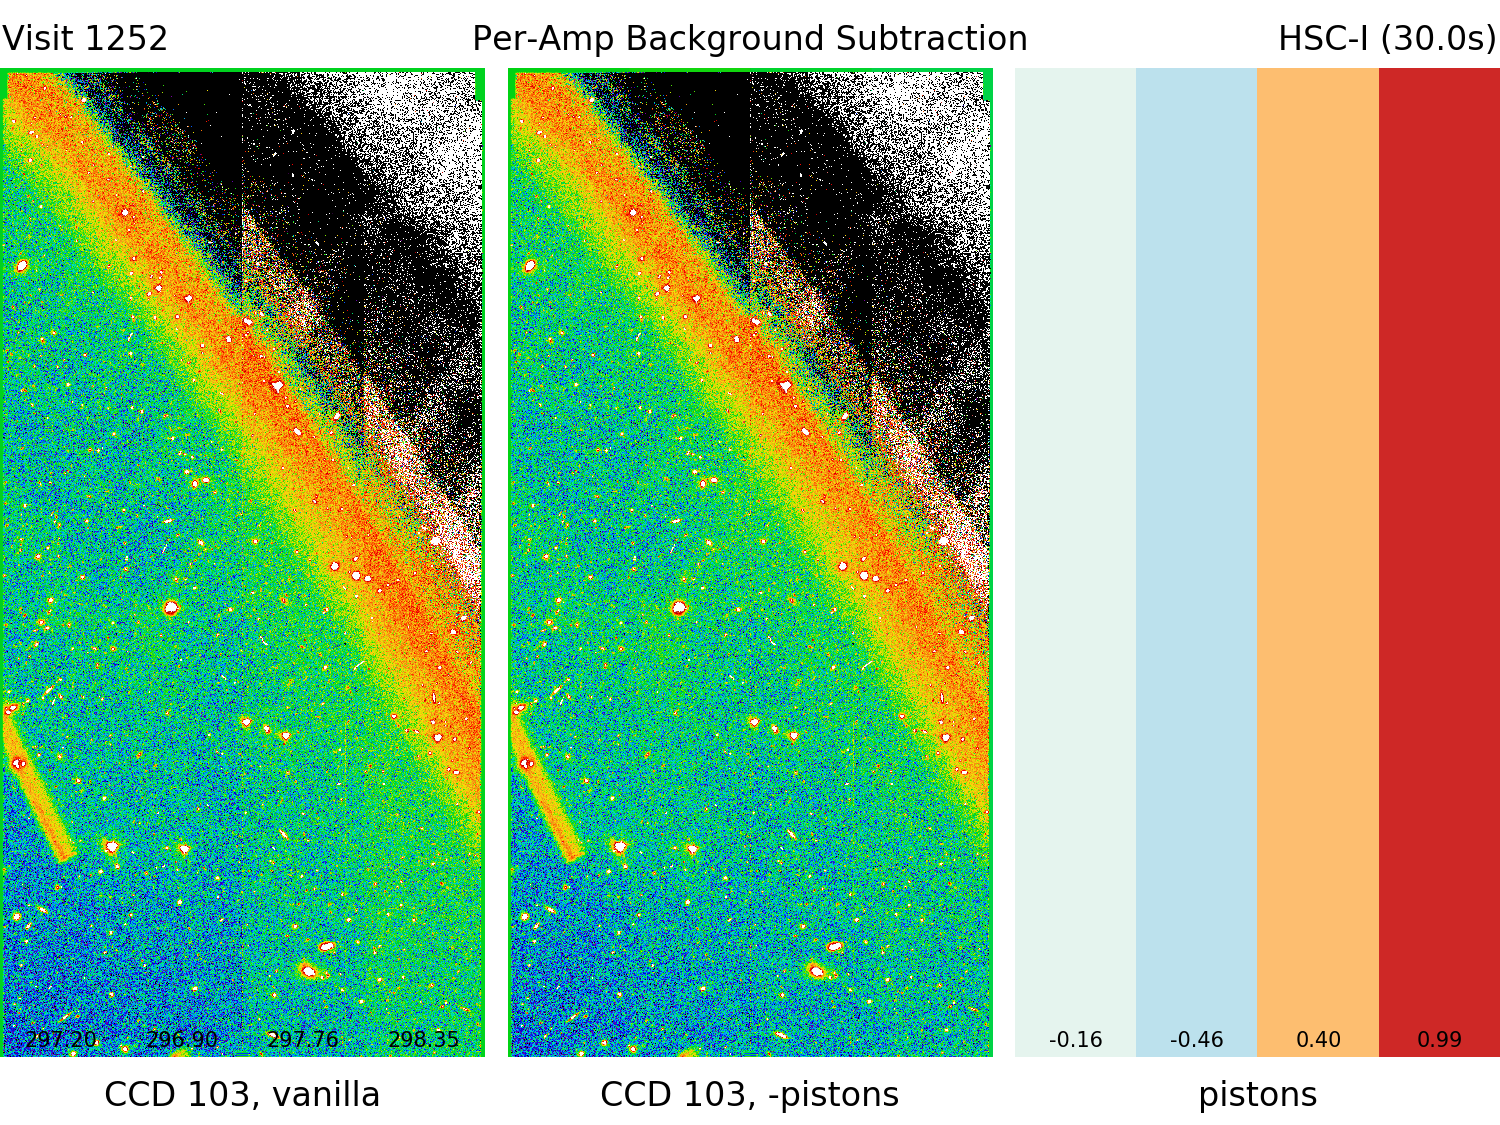 Visit 1252 Per-Amp Background Subtraction HSC-I (30.0s)
297.20 296.90 297.76 298.35 -0.16 -0.46 0.40 0.99
CCD 103, vanilla CCD 103, -pistons pistons